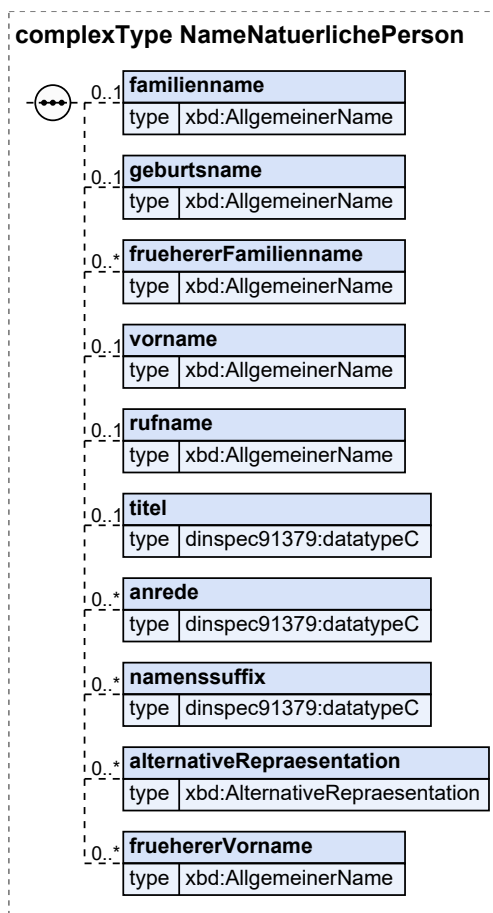 complexType NameNatuerlichePerson
0..1 familienname
type xbd:AllgemeinerName
0..1 geburtsname
type xbd:AllgemeinerName
0..* fruehererFamilienname
type xbd:AllgemeinerName
0..1 vorname
type xbd:AllgemeinerName
0..1 rufname
type xbd:AllgemeinerName
0..1 titel
type dinspec91379:datatypeC
0..* anrede
type dinspec91379:datatypeC
0..* namenssuffix
type dinspec91379:datatypeC
0..* alternativeRepraesentation
type xbd:AlternativeRepraesentation
0..* fruehererVorname
type xbd:AllgemeinerName